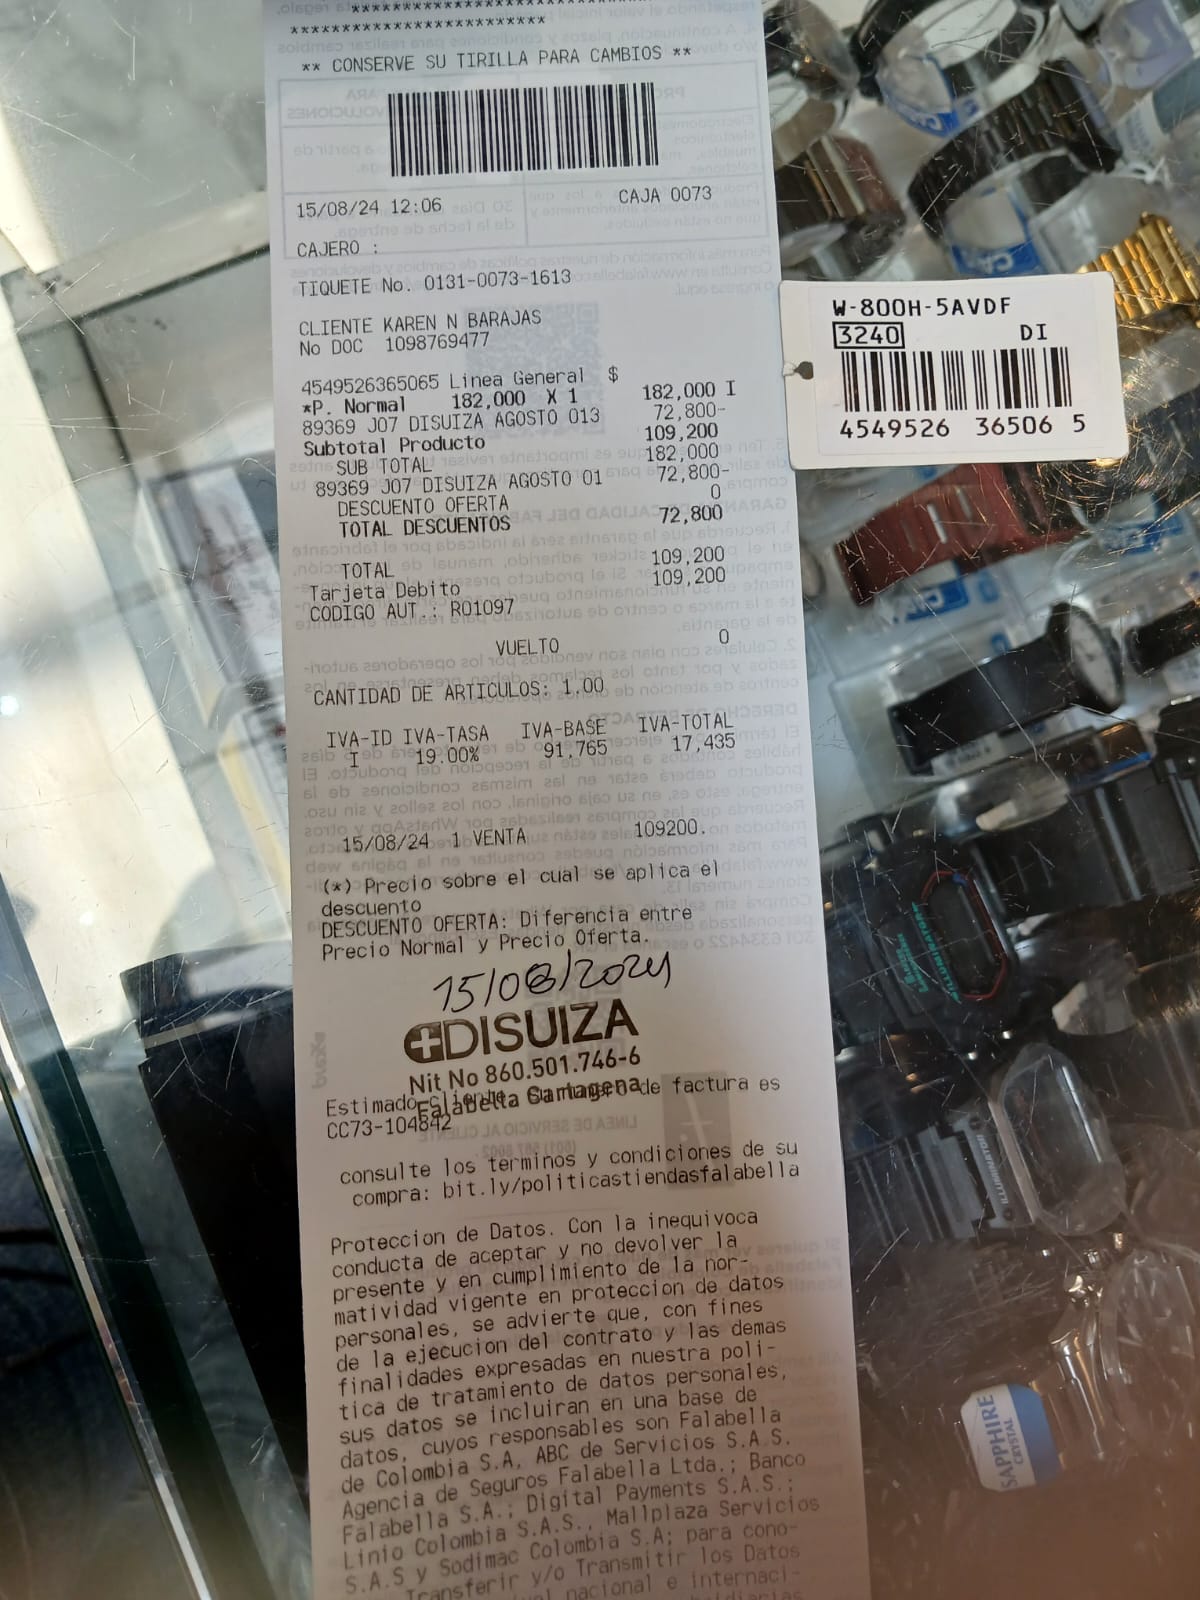 ************************
************************
** CONSERVE SU TIRILLA PARA CAMBIOS **
15/08/24 12:06 CAJA 0073
CAJERO :
TIQUETE No. 0131-0073-1613
CLIENTE KAREN N BARAJAS
No DOC 1098769477
4549526365065 Linea General $
*P. Normal 182,000 X 1 182,000 I
89369 J07 DISUIZA AGOSTO 013 72,800-
Subtotal Producto 109,200
SUB TOTAL 182,000
89369 J07 DISUIZA AGOSTO 01 72,800-
DESCUENTO OFERTA 0
TOTAL DESCUENTOS 72,800
TOTAL 109,200
Tarjeta Debito 109,200
CODIGO AUT.: R01097
VUELTO 0
CANTIDAD DE ARTICULOS: 1.00
IVA-ID IVA-TASA IVA-BASE IVA-TOTAL
I 19.00% 91,765 17,435
15/08/24 1 VENTA 109200.
(*) Precio sobre el cual se aplica el
descuento
DESCUENTO OFERTA: Diferencia entre
Precio Normal y Precio Oferta.
15/08/2024
DISUIZA
Nit No 860.501.746-6
Falabella Cartagena
Estimado cliente, su numero de factura es
CC73-104842
consulte los terminos y condiciones de su
compra: bit.ly/politicastiendasfalabella
Proteccion de Datos. Con la inequivoca
conducta de aceptar y no devolver la
presente y en cumplimiento de la nor-
matividad vigente en proteccion de datos
personales, se advierte que, con fines
de la ejecucion del contrato y las demas
finalidades expresadas en nuestra poli-
tica de tratamiento de datos personales,
sus datos se incluiran en una base de
datos, cuyos responsables son Falabella
de Colombia S.A, ABC de Servicios S.A.S.
Agencia de Seguros Falabella Ltda.; Banco
Falabella S.A.; Digital Payments S.A.S.;
Linio Colombia S.A.S., Mallplaza Servicios
S.A.S y Sodimac Colombia S.A; para cono-
Transferir y/o Transmitir los Datos
nacional e internaci-
W-800H-5AVDF
3240 DI
4549526 36506 5
ILLUMINATOR
ILLUMINATOR
SAPPHIRE
CRYSTAL